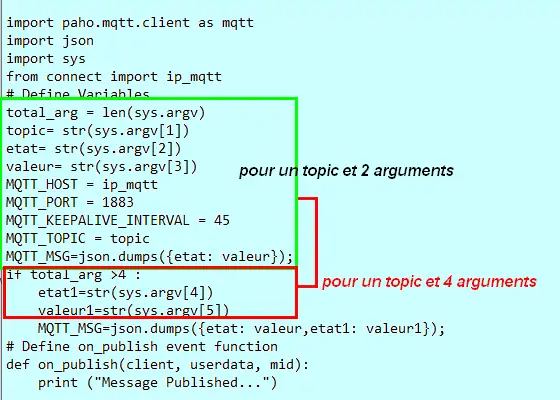 import paho.mqtt.client as mqtt
import json
import sys
from connect import ip_mqtt
# Define Variables
total_arg = len(sys.argv)
topic= str(sys.argv[1])
etat= str(sys.argv[2])
valeur= str(sys.argv[3])
pour un topic et 2 arguments
MQTT_HOST = ip_mqtt
MQTT_PORT = 1883
MQTT_KEEPALIVE_INTERVAL = 45
MQTT_TOPIC = topic
MQTT_MSG=json.dumps({etat: valeur});
if total_arg >4 :
pour un topic et 4 arguments
    etat1=str(sys.argv[4])
    valeur1=str(sys.argv[5])
    MQTT_MSG=json.dumps({etat: valeur,etat1: valeur1});
# Define on_publish event function
def on_publish(client, userdata, mid):
    print ("Message Published...")